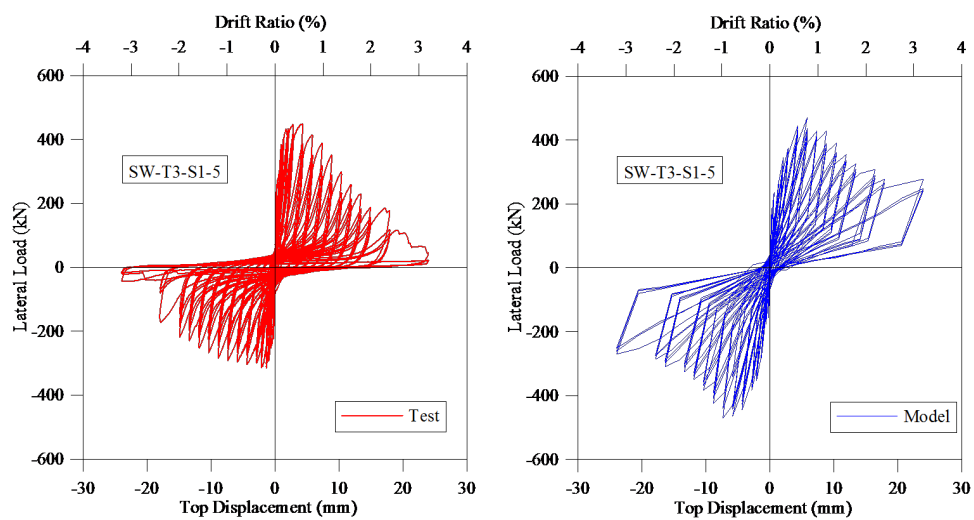 Drift Ratio (%)
-4 -3 -2 -1 0 1 2 3 4
600
400
200
0
-200
-400
-600
Lateral Load (kN)
SW-T3-S1-5
Test
-30 -20 -10 0 10 20 30
Top Displacement (mm)
Drift Ratio (%)
-4 -3 -2 -1 0 1 2 3 4
600
400
200
0
-200
-400
-600
Lateral Load (kN)
SW-T3-S1-5
Model
-30 -20 -10 0 10 20 30
Top Displacement (mm)